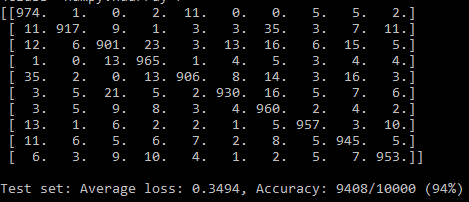 [[974. 1. 0. 2. 11. 0. 0. 5. 5. 2.]
[ 11. 917. 9. 1. 3. 3. 35. 3. 7. 11.]
[ 12. 6. 901. 23. 3. 13. 16. 6. 15. 5.]
[ 1. 0. 13. 965. 1. 4. 5. 3. 4. 4.]
[ 35. 2. 0. 13. 906. 8. 14. 3. 16. 3.]
[ 3. 5. 21. 5. 2. 930. 16. 5. 7. 6.]
[ 3. 5. 9. 8. 3. 4. 960. 2. 4. 2.]
[ 13. 1. 6. 2. 2. 1. 5. 957. 3. 10.]
[ 11. 6. 5. 6. 7. 2. 8. 5. 945. 5.]
[ 6. 3. 9. 10. 4. 1. 2. 5. 7. 953.]]
Test set: Average loss: 0.3494, Accuracy: 9408/10000 (94%)